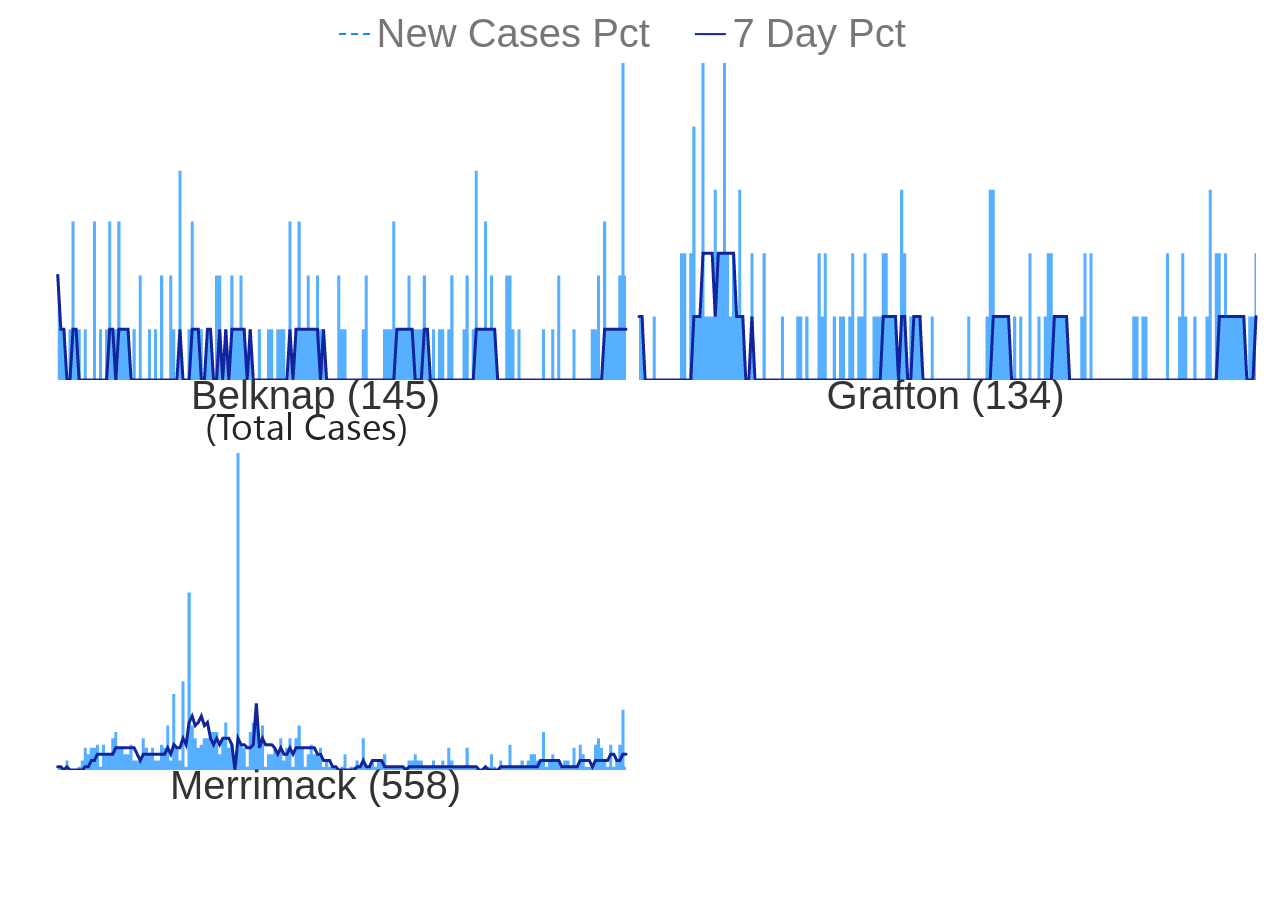 New Cases Pct 7 Day Pct
Belknap (145) Grafton (134)
(Total Cases)
Merrimack (558)